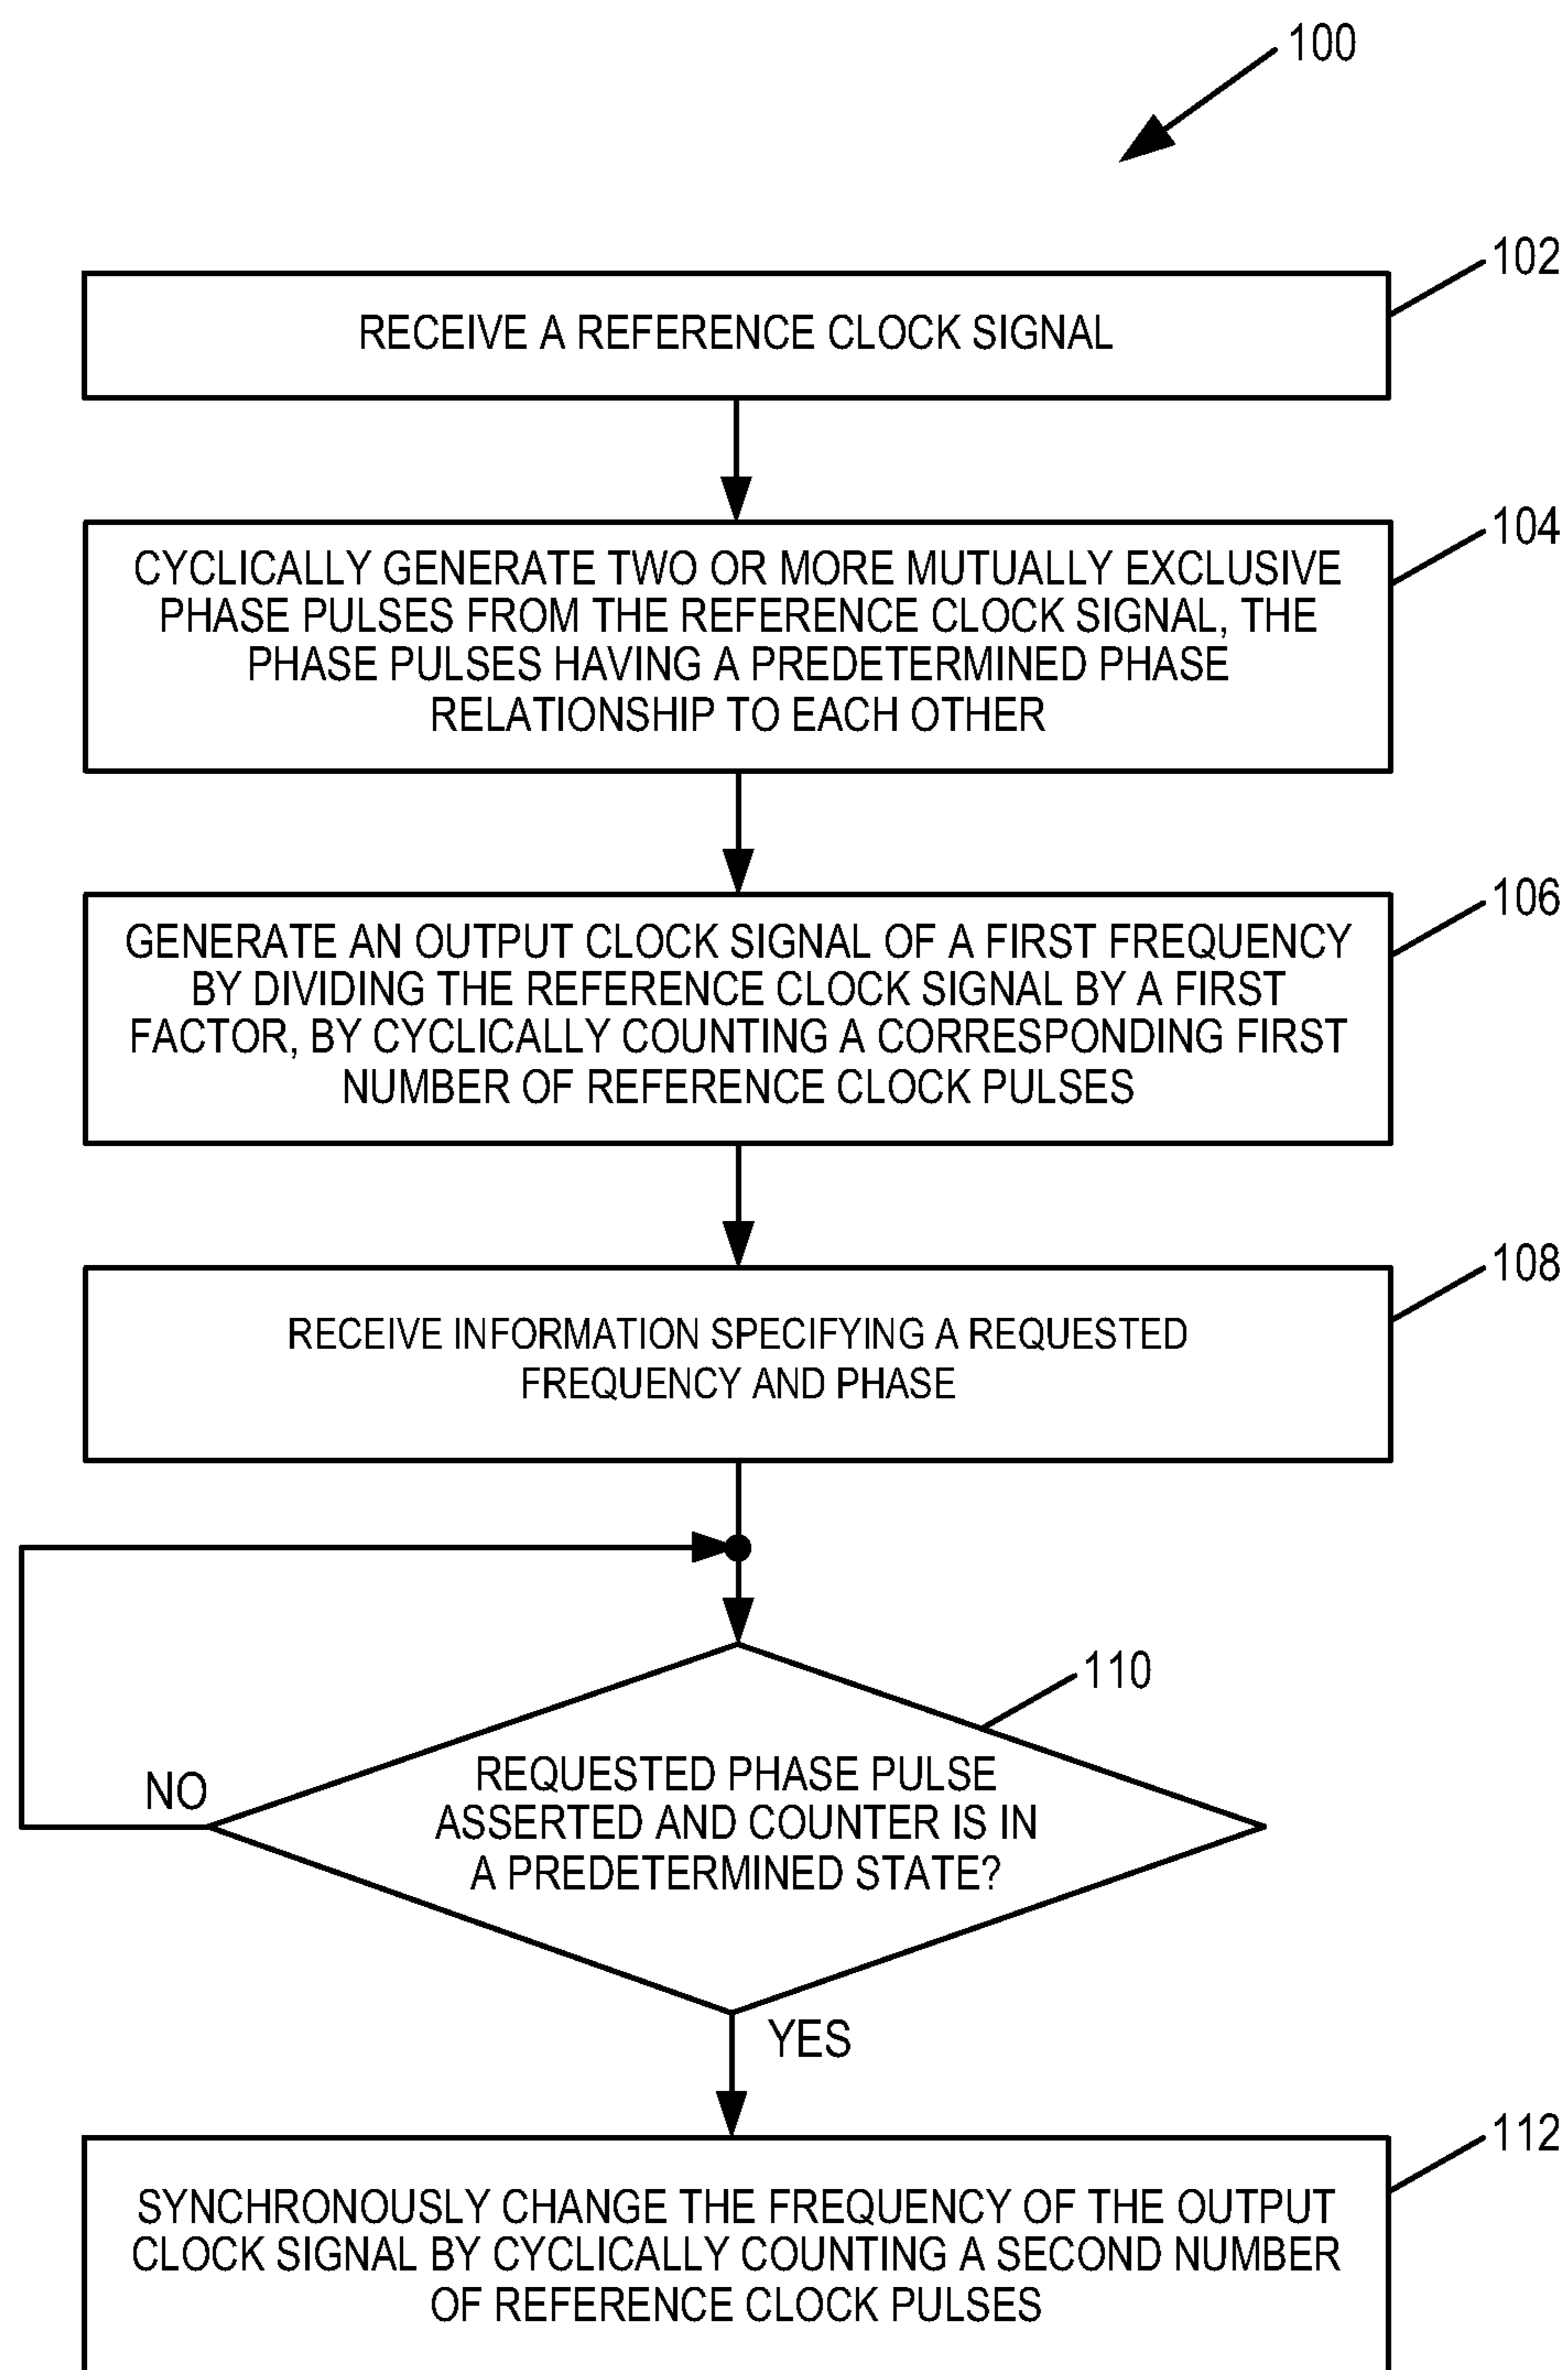 100
102
RECEIVE A REFERENCE CLOCK SIGNAL
104
CYCLICALLY GENERATE TWO OR MORE MUTUALLY EXCLUSIVE
PHASE PULSES FROM THE REFERENCE CLOCK SIGNAL, THE
PHASE PULSES HAVING A PREDETERMINED PHASE
RELATIONSHIP TO EACH OTHER
106
GENERATE AN OUTPUT CLOCK SIGNAL OF A FIRST FREQUENCY
BY DIVIDING THE REFERENCE CLOCK SIGNAL BY A FIRST
FACTOR, BY CYCLICALLY COUNTING A CORRESPONDING FIRST
NUMBER OF REFERENCE CLOCK PULSES
108
RECEIVE INFORMATION SPECIFYING A REQUESTED
FREQUENCY AND PHASE
110
REQUESTED PHASE PULSE
ASSERTED AND COUNTER IS IN
A PREDETERMINED STATE?
NO
YES
112
SYNCHRONOUSLY CHANGE THE FREQUENCY OF THE OUTPUT
CLOCK SIGNAL BY CYCLICALLY COUNTING A SECOND NUMBER
OF REFERENCE CLOCK PULSES